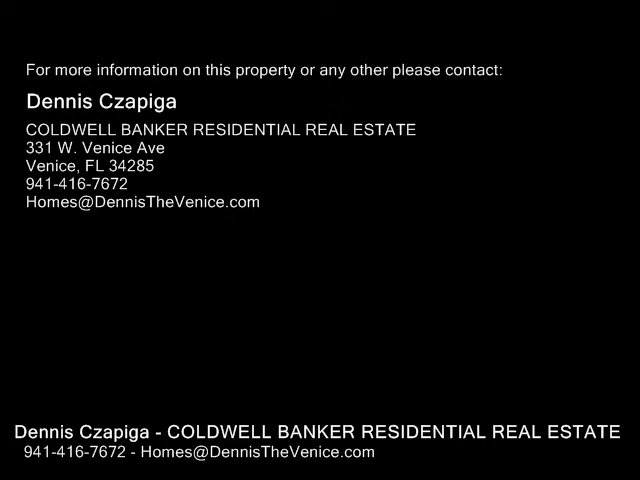 For more information on this property or any other please contact:
Dennis Czapiga
COLDWELL BANKER RESIDENTIAL REAL ESTATE
331 W. Venice Ave
Venice, FL 34285
941-416-7672
Homes@DennisTheVenice.com
Dennis Czapiga - COLDWELL BANKER RESIDENTIAL REAL ESTATE
941-416-7672 - Homes@DennisTheVenice.com